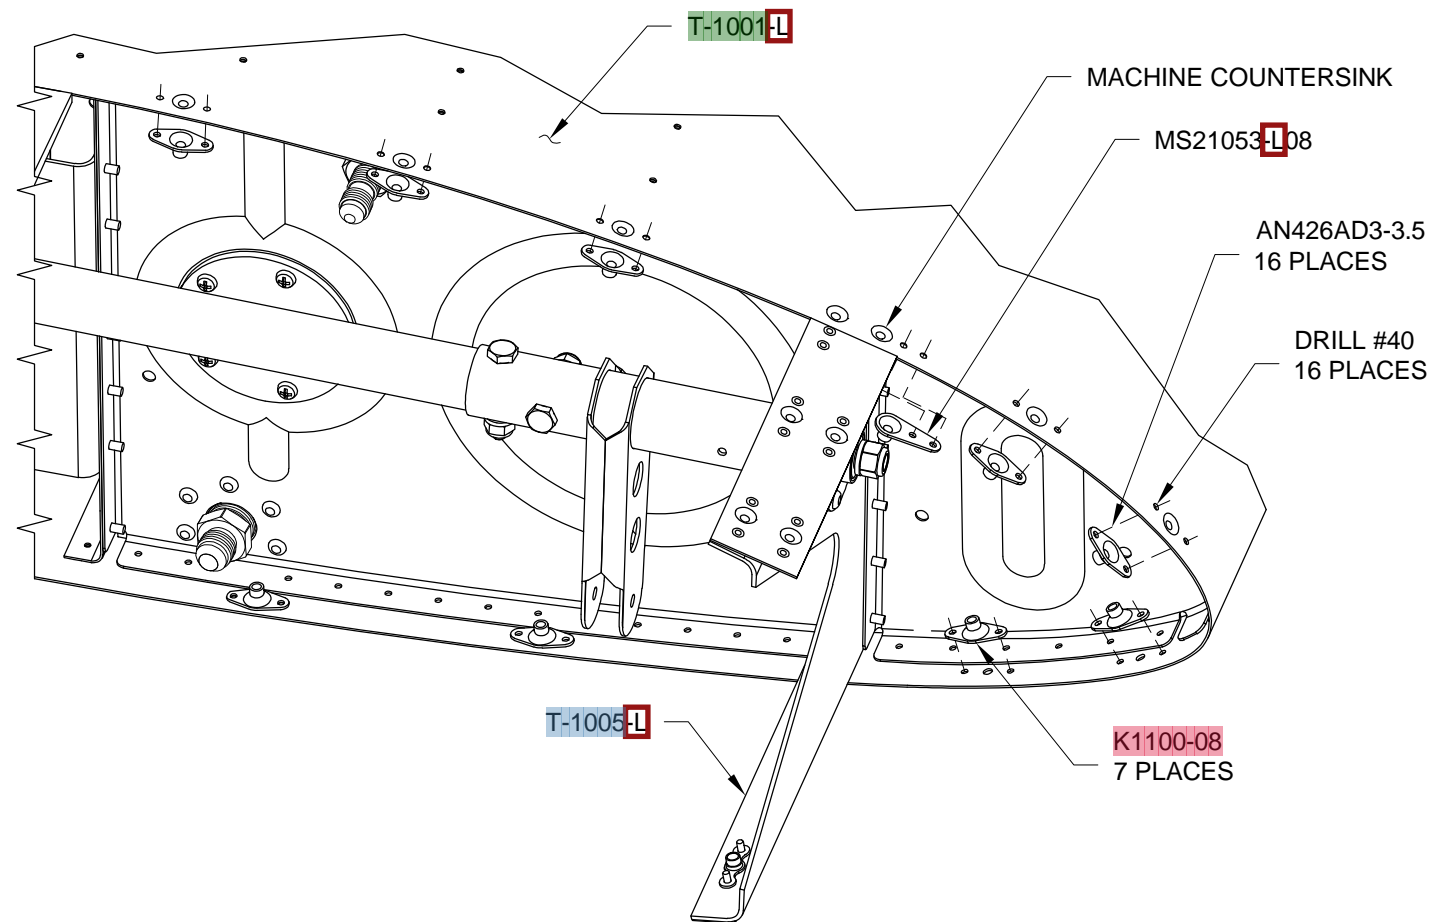 T-1001-L
MACHINE COUNTERSINK
MS21053-L08
AN426AD3-3.5
16 PLACES
DRILL #40
16 PLACES
T-1005-L
K1100-08
7 PLACES